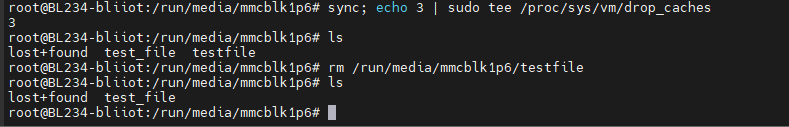 root@BL234-bliiot:/run/media/mmcblk1p6# sync; echo 3 | sudo tee /proc/sys/vm/drop_caches
3
root@BL234-bliiot:/run/media/mmcblk1p6# ls
lost+found  test_file  testfile
root@BL234-bliiot:/run/media/mmcblk1p6# rm /run/media/mmcblk1p6/testfile
root@BL234-bliiot:/run/media/mmcblk1p6# ls
lost+found  test_file
root@BL234-bliiot:/run/media/mmcblk1p6#